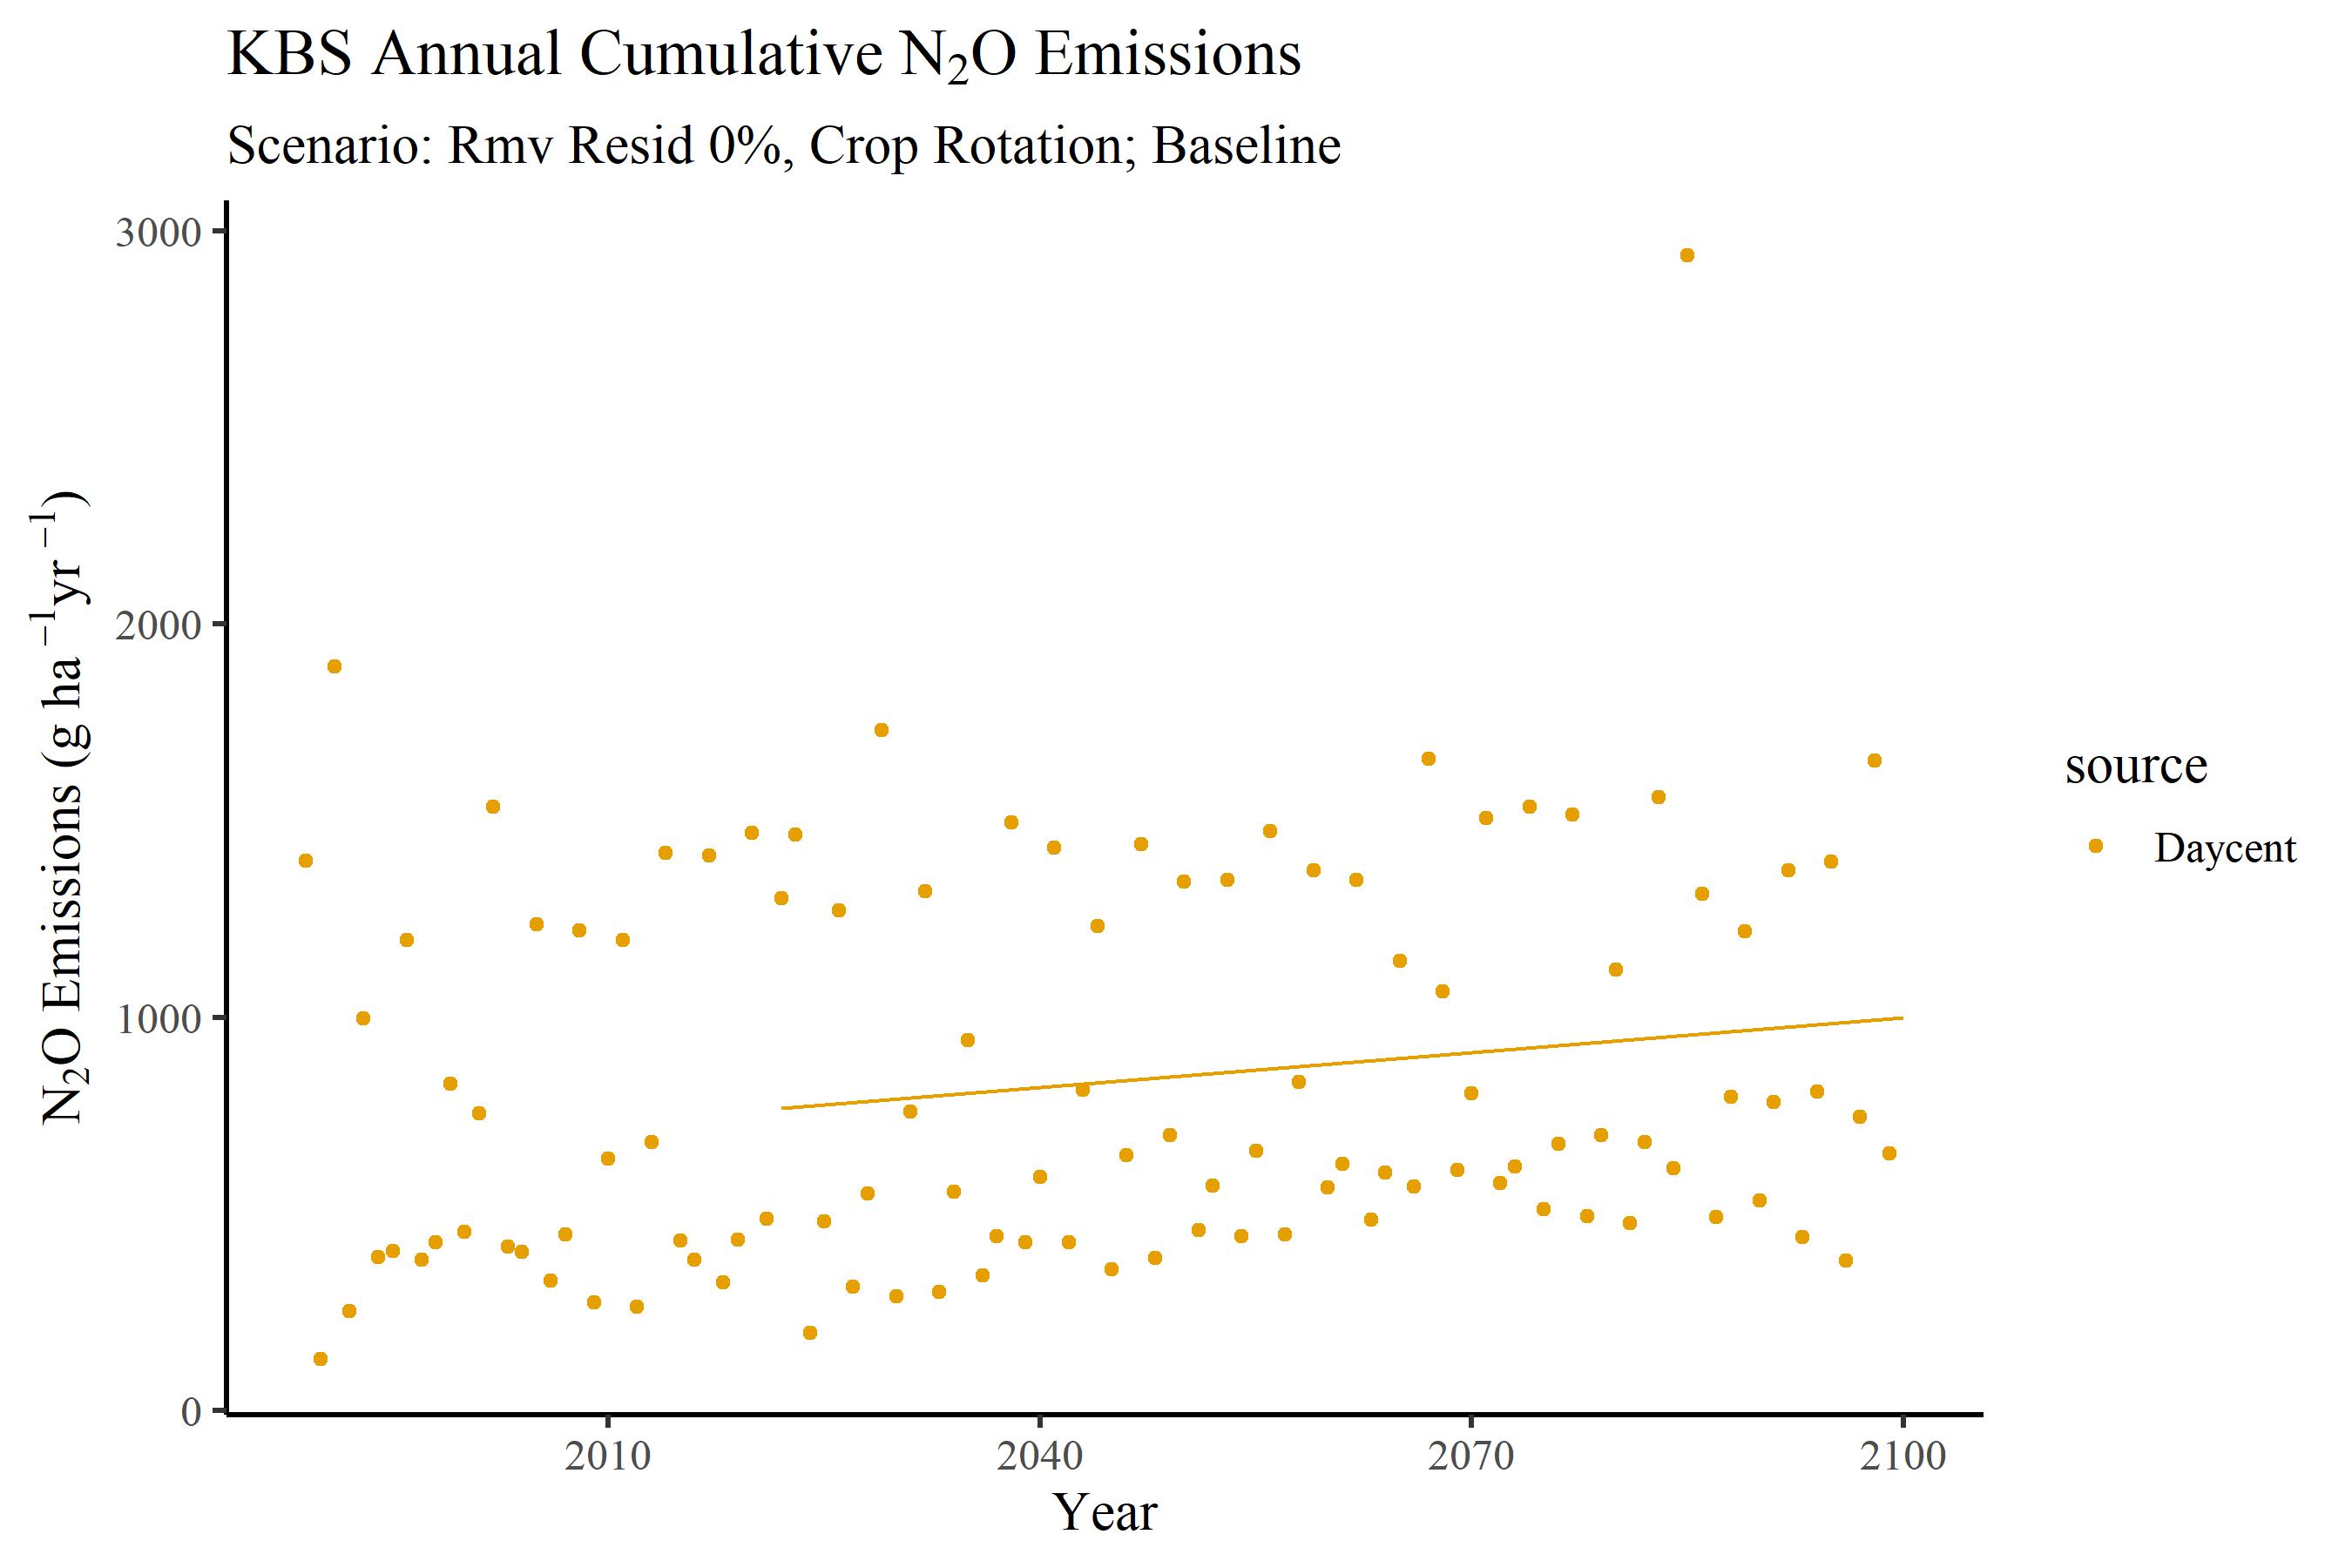 KBS Annual Cumulative N₂O Emissions
Scenario: Rmv Resid 0%, Crop Rotation; Baseline
N₂O Emissions (g ha⁻¹yr⁻¹)
3000
2000
1000
0
2010
2040
2070
2100
Year
source
Daycent